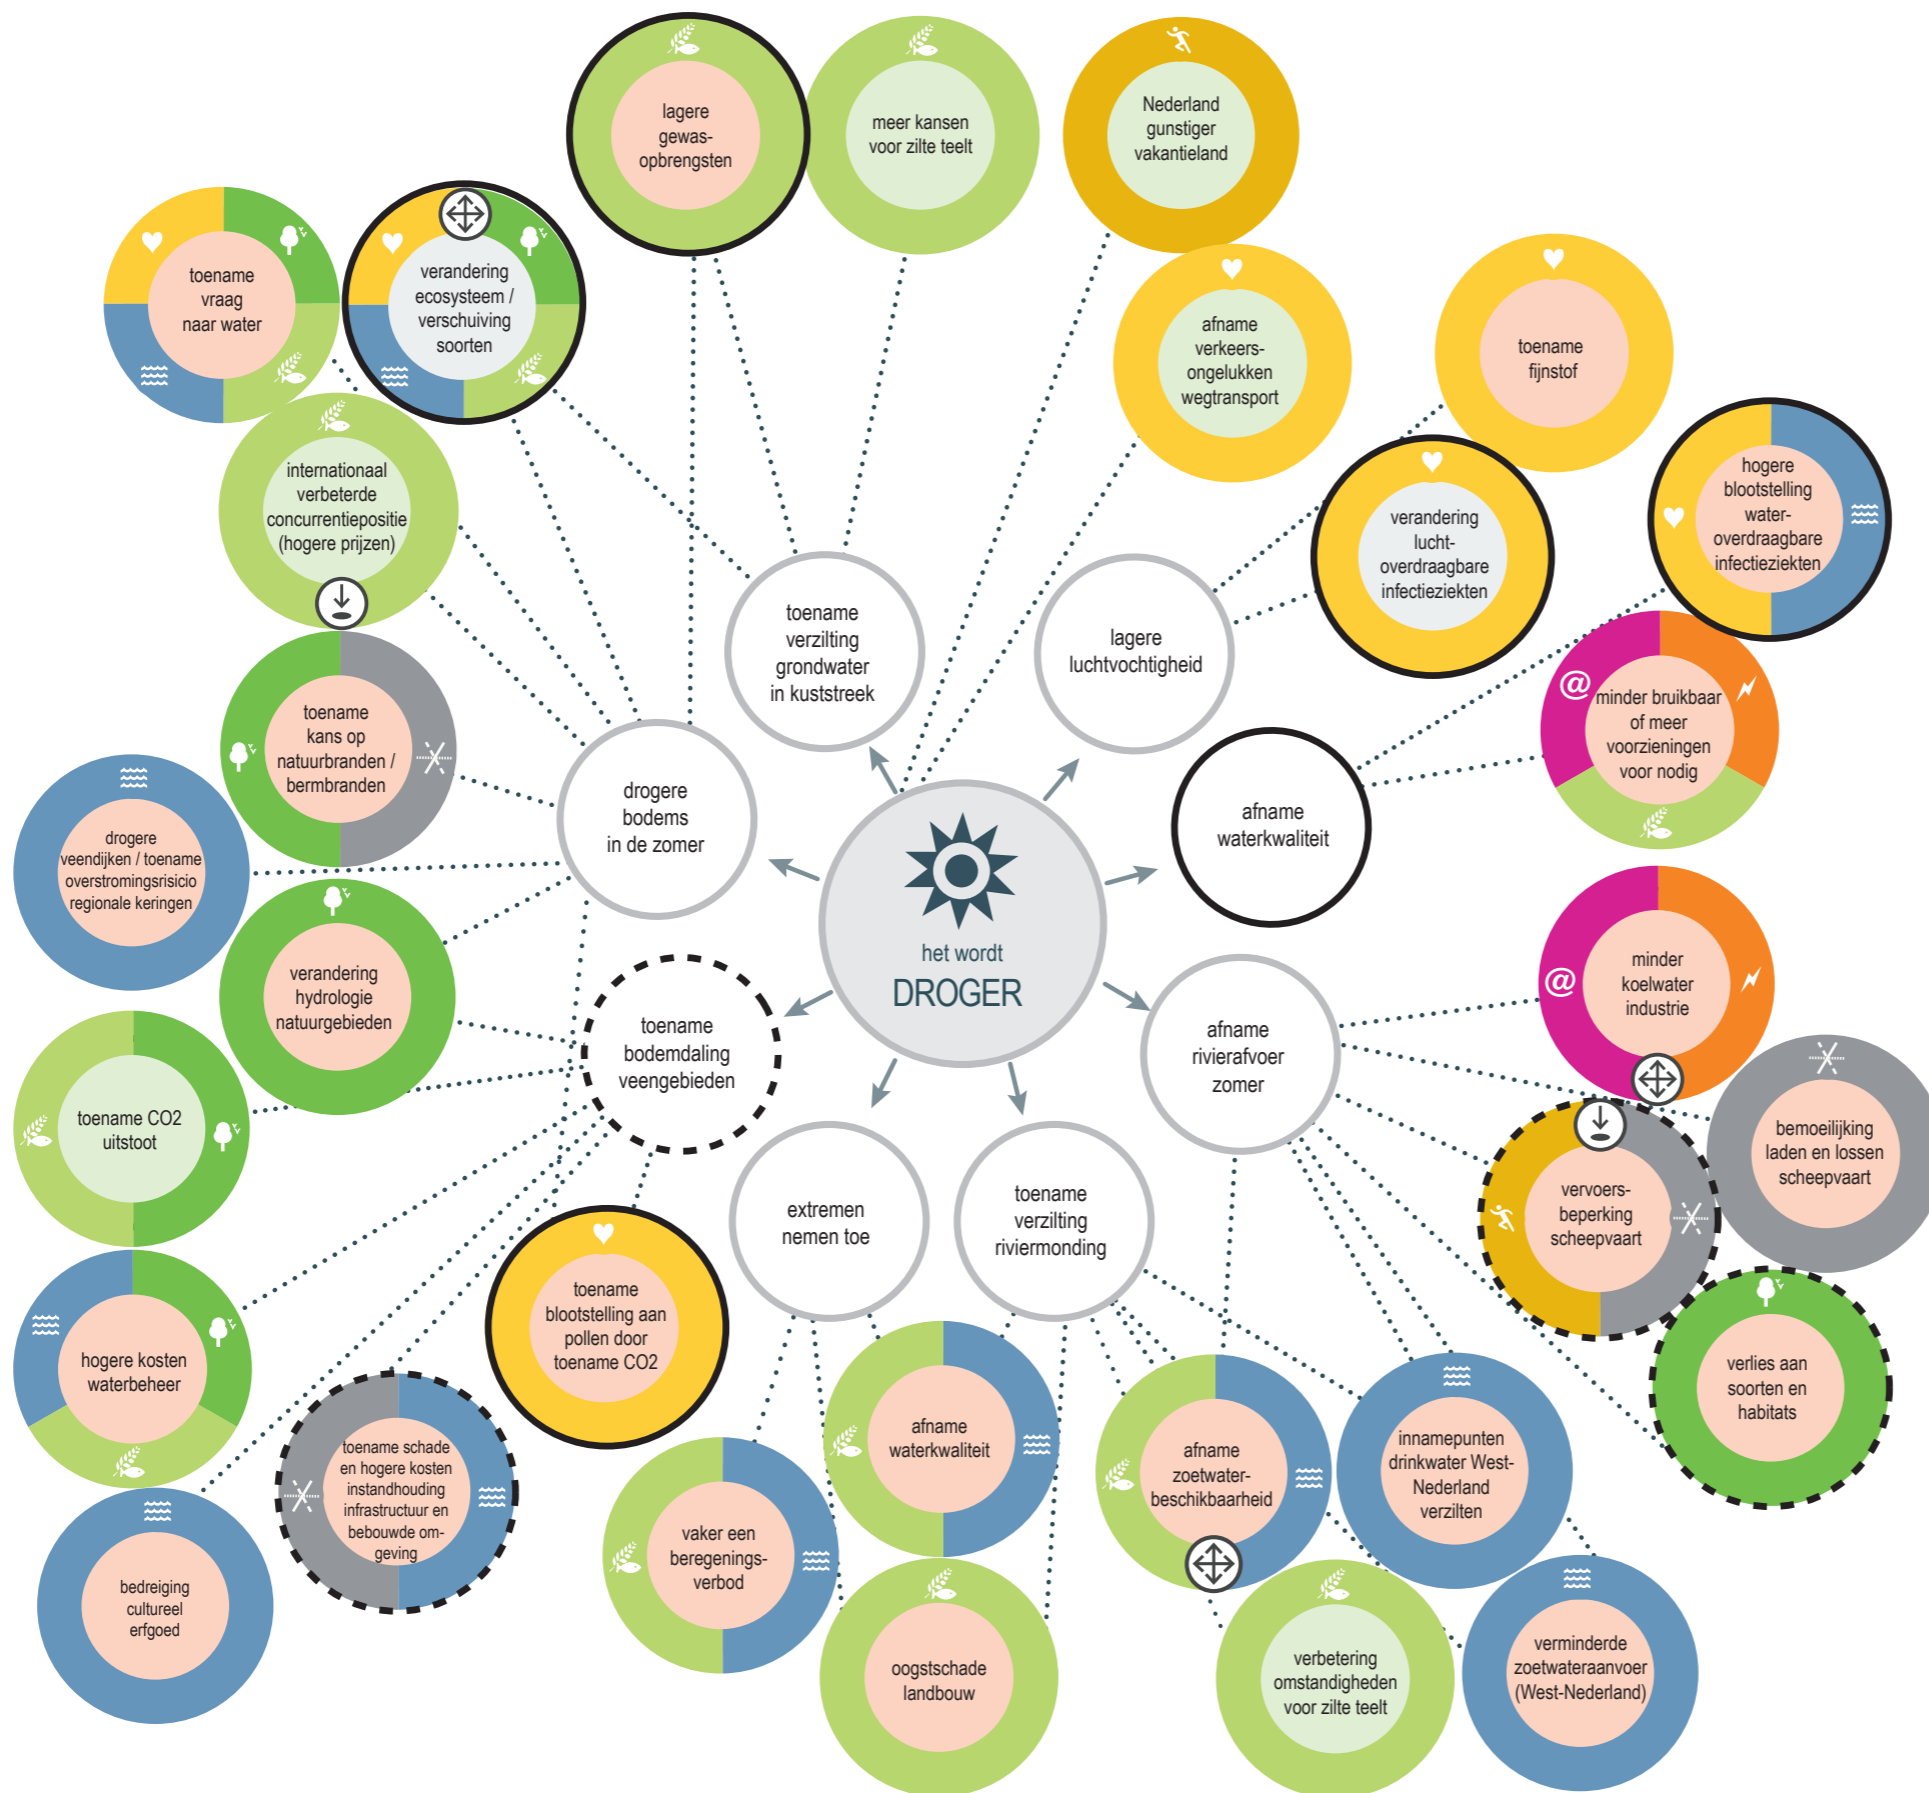 lagere
gewas-
opbrengsten
meer kansen
voor zilte teelt
Nederland
gunstiger
vakantieland
toename
vraag
naar water
verandering
ecosysteem /
verschuiving
soorten
afname
verkeers-
ongelukken
wegtransport
toename
fijnstof
internationaal
verbeterde
concurrentiepositie
(hogere prijzen)
verandering
lucht-
overdraagbare
infectieziekten
hogere
blootstelling
water-
overdraagbare
infectieziekten
toename
verzilting
grondwater
in kuststreek
lagere
luchtvochtigheid
toename
kans op
natuurbranden /
bermbranden
@
minder bruikbaar
of meer
voorzieningen
voor nodig
drogere
bodems
in de zomer
afname
waterkwaliteit
drogere
veendijken / toename
overstromingsrisicio
regionale keringen
het wordt
DROGER
verandering
hydrologie
natuurgebieden
@
minder
koelwater
industrie
toename
bodemdaling
veengebieden
afname
rivierafvoer
zomer
toename CO2
uitstoot
bemoeilijking
laden en lossen
scheepvaart
vervoers-
beperking
scheepvaart
extremen
nemen toe
toename
verzilting
riviermonding
toename
blootstelling aan
pollen door
toename CO2
hogere kosten
waterbeheer
verlies aan
soorten en
habitats
toename schade
en hogere kosten
instandhouding
infrastructuur en
bebouwde om-
geving
afname
waterkwaliteit
afname
zoetwater-
beschikbaarheid
innamepunten
drinkwater West-
Nederland
verzilten
vaker een
beregenings-
verbod
bedreiging
cultureel
erfgoed
oogstschade
landbouw
verbetering
omstandigheden
voor zilte teelt
verminderde
zoetwateraanvoer
(West-Nederland)